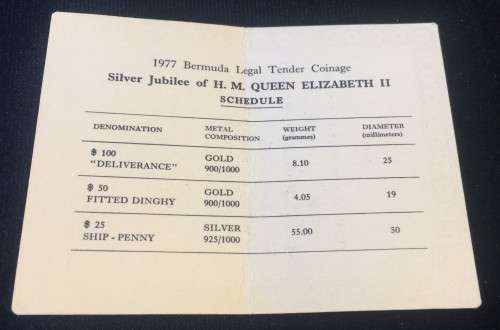 1977 Bermuda Legal Tender Coinage
Silver Jubilee of H. M. QUEEN ELIZABETH II
SCHEDULE
DENOMINATION METAL COMPOSITION WEIGHT (grammes) DIAMETER (millimeters)
฿ 100 "DELIVERANCE" GOLD 900/1000 8.10 25
฿ 50 FITTED DINGHY GOLD 900/1000 4.05 19
฿ 25 SHIP - PENNY SILVER 925/1000 55.00 50